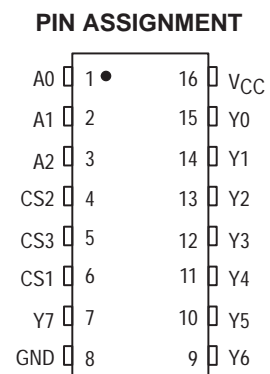 PIN ASSIGNMENT
A0 1 16 VCC
A1 2 15 Y0
A2 3 14 Y1
CS2 4 13 Y2
CS3 5 12 Y3
CS1 6 11 Y4
Y7 7 10 Y5
GND 8 9 Y6